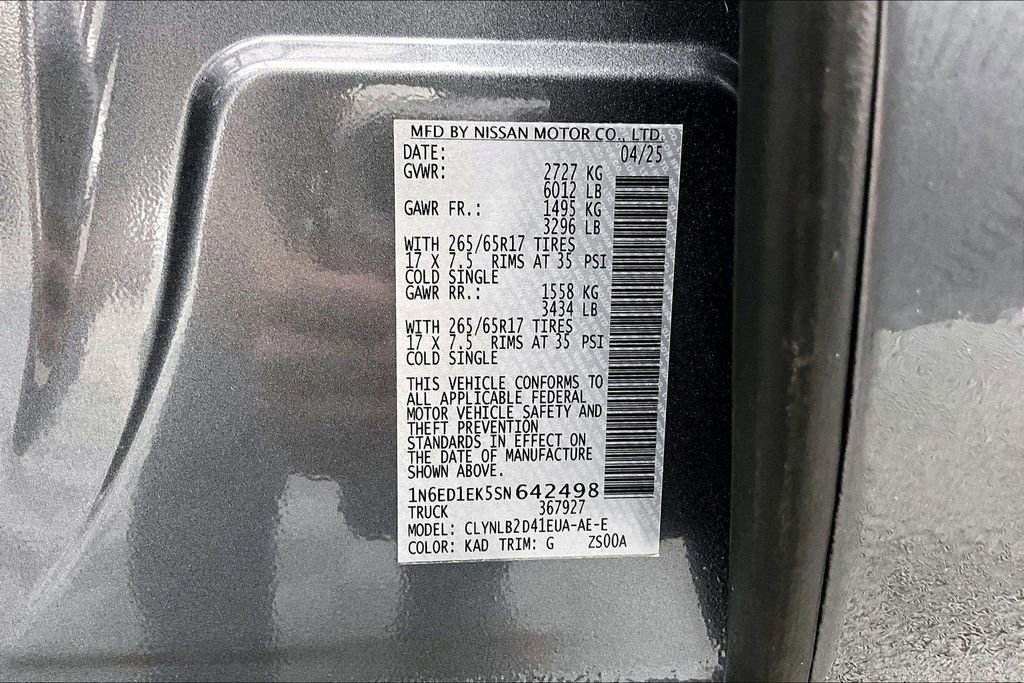 MFD BY NISSAN MOTOR CO., LTD.
DATE: 04/25
GVWR: 2727 KG
6012 LB
GAWR FR.: 1495 KG
3296 LB
WITH 265/65R17 TIRES
17 X 7.5 RIMS AT 35 PSI
COLD SINGLE
GAWR RR.: 1558 KG
3434 LB
WITH 265/65R17 TIRES
17 X 7.5 RIMS AT 35 PSI
COLD SINGLE
THIS VEHICLE CONFORMS TO
ALL APPLICABLE FEDERAL
MOTOR VEHICLE SAFETY AND
THEFT PREVENTION
STANDARDS IN EFFECT ON
THE DATE OF MANUFACTURE
SHOWN ABOVE.
1N6ED1EK5SN642498
TRUCK 367927
MODEL: CLYNLB2D41EUA-AE-E
COLOR: KAD TRIM: G ZS00A